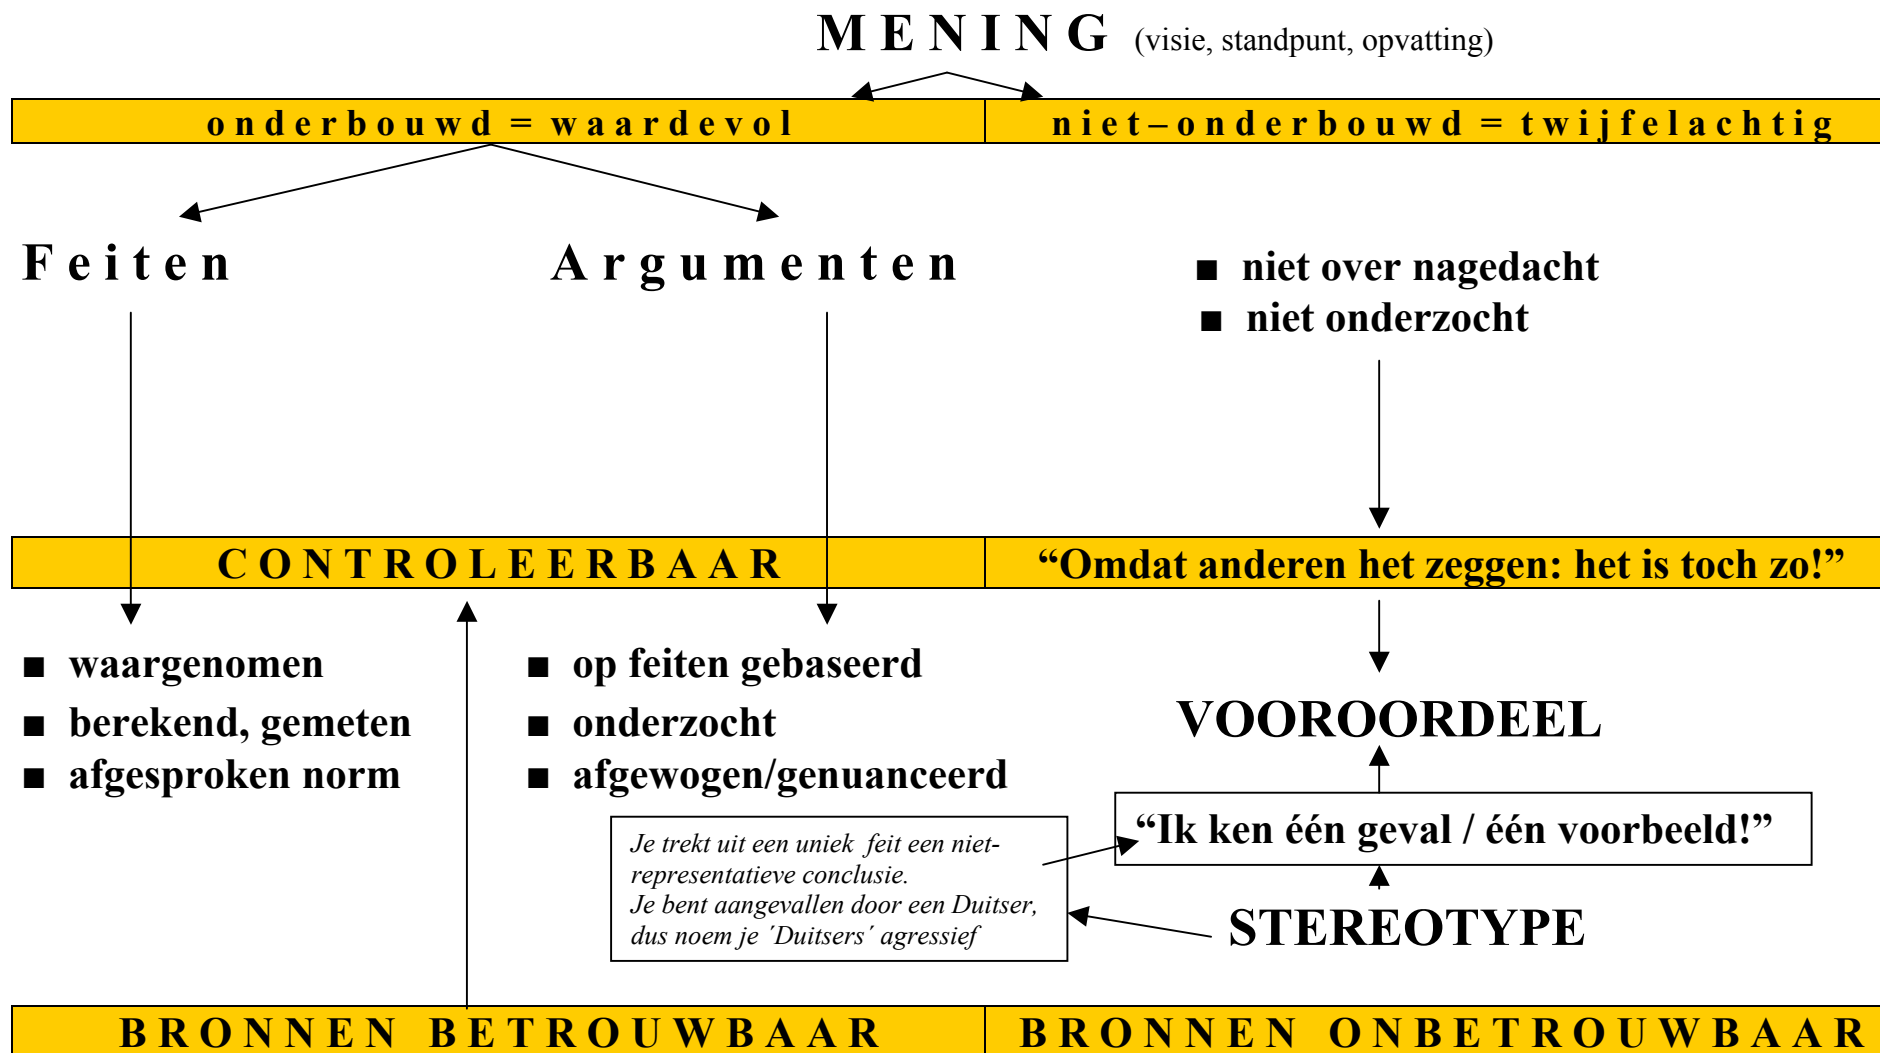 MENING (visie, standpunt, opvatting)
onderbouwd = waardevol
niet–onderbouwd = twijfelachtig
Feiten
Argumenten
■ niet over nagedacht
■ niet onderzocht
CONTROLEERBAAR
“Omdat anderen het zeggen: het is toch zo!”
■ waargenomen
■ berekend, gemeten
■ afgesproken norm
■ op feiten gebaseerd
■ onderzocht
■ afgewogen/genuanceerd
VOOROORDEEL
“Ik ken één geval / één voorbeeld!”
Je trekt uit een uniek feit een niet-
representatieve conclusie.
Je bent aangevallen door een Duitser,
dus noem je ´Duitsers´ agressief
STEREOTYPE
BRONNEN BETROUWBAAR
BRONNEN ONBETROUWBAAR